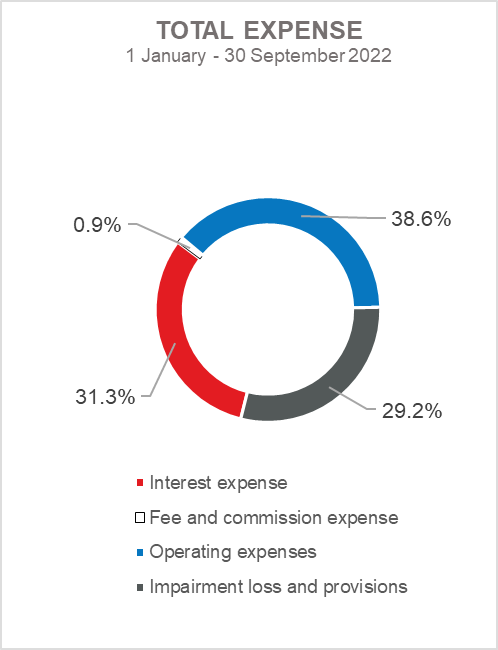 TOTAL EXPENSE
1 January - 30 September 2022
0.9%
38.6%
31.3%
29.2%
Interest expense
Fee and commission expense
Operating expenses
Impairment loss and provisions